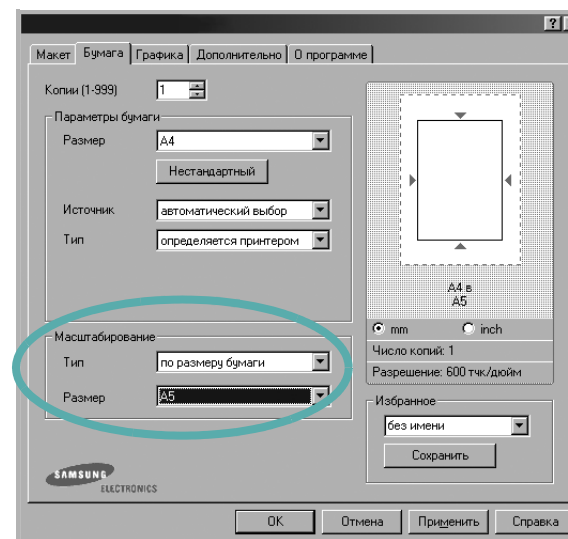 Макет Бумага Графика Дополнительно О программе
Копии (1-999) 1
Параметры бумаги
Размер A4
Нестандартный
Источник автоматический выбор
Тип определяется принтером
A4 в
A5
mm inch
Число копий: 1
Разрешение: 600 тчк/дюйм
Масштабирование
Тип по размеру бумаги
Размер A5
Избранное
без имени
Сохранить
SAMSUNG
ELECTRONICS
OK Отмена Применить Справка